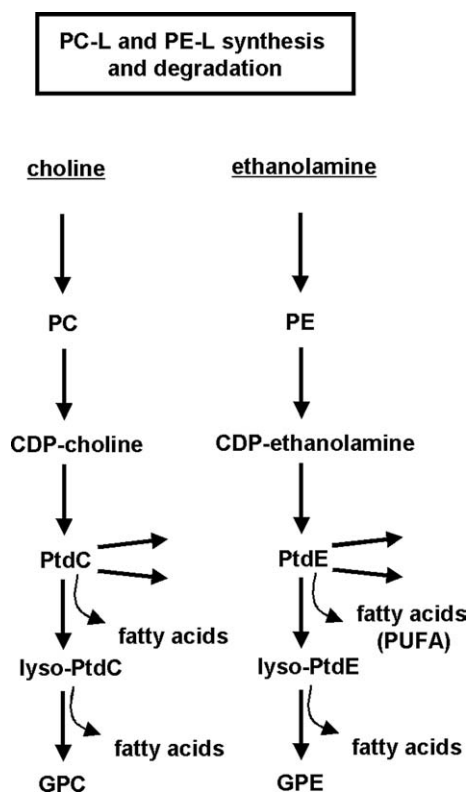 PC-L and PE-L synthesis
and degradation
choline
PC
CDP-choline
PtdC
fatty acids
lyso-PtdC
fatty acids
GPC
ethanolamine
PE
CDP-ethanolamine
PtdE
fatty acids
(PUFA)
lyso-PtdE
fatty acids
GPE